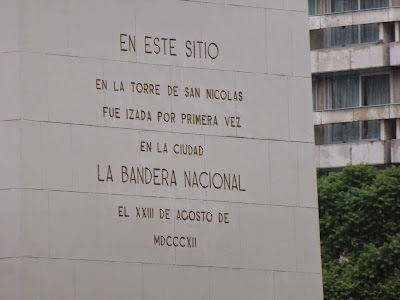 EN ESTE SITIO
EN LA TORRE DE SAN NICOLAS
FUE IZADA POR PRIMERA VEZ
EN LA CIUDAD
LA BANDERA NACIONAL
EL XXIII DE AGOSTO DE
MDCCCXII